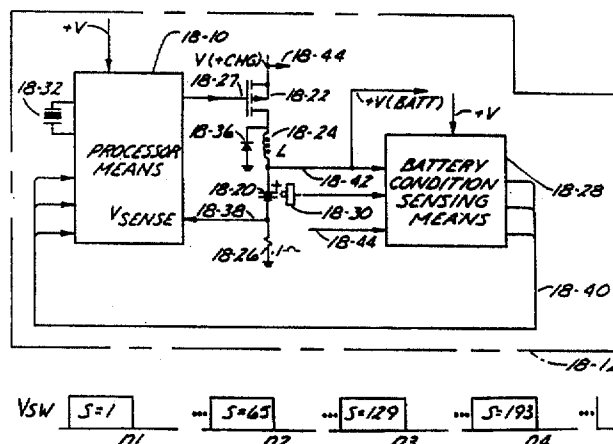 +V
18-10
V(+CHG)
18-44
18-32
18-27
18-22
+V(BATT)
+V
18-36
18-24
L
PROCESSOR
MEANS
18-42
BATTERY
CONDITION
SENSING
MEANS
18-28
18-20
+
18-30
VSENSE
18-38
18-44
18-26
.1Ω
18-40
18-12
VSW
S=1
...
S=65
...
S=129
...
S=193
...